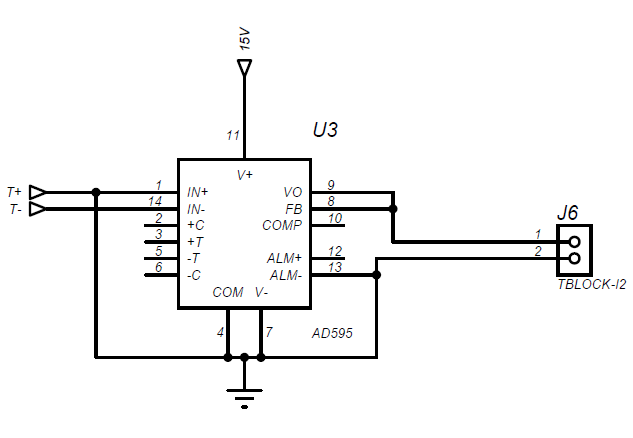 15V
11
U3
V+
T+
1
IN+
VO
9
T-
14
IN-
FB
8
J6
2
+C
COMP
10
3
+T
1
5
-T
ALM+
12
2
6
-C
ALM-
13
TBLOCK-I2
COM
V-
4
7
AD595